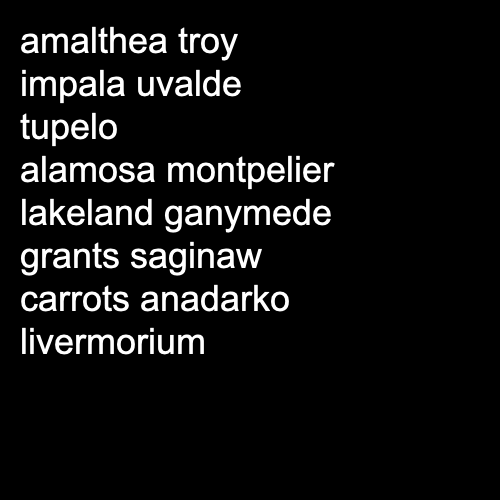 amalthea troy
impala uvalde
tupelo
alamosa montpelier
lakeland ganymede
grants saginaw
carrots anadarko
livermorium